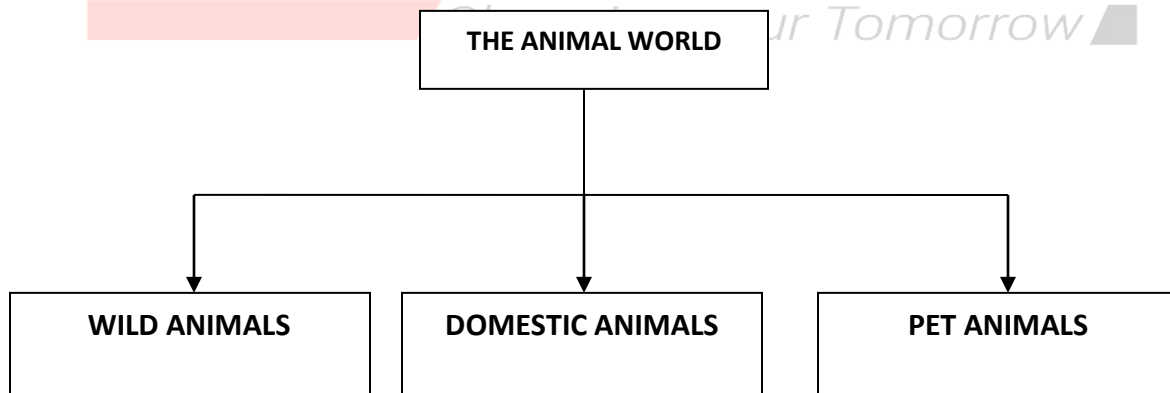 ur Tomorrow
THE ANIMAL WORLD
WILD ANIMALS
DOMESTIC ANIMALS
PET ANIMALS